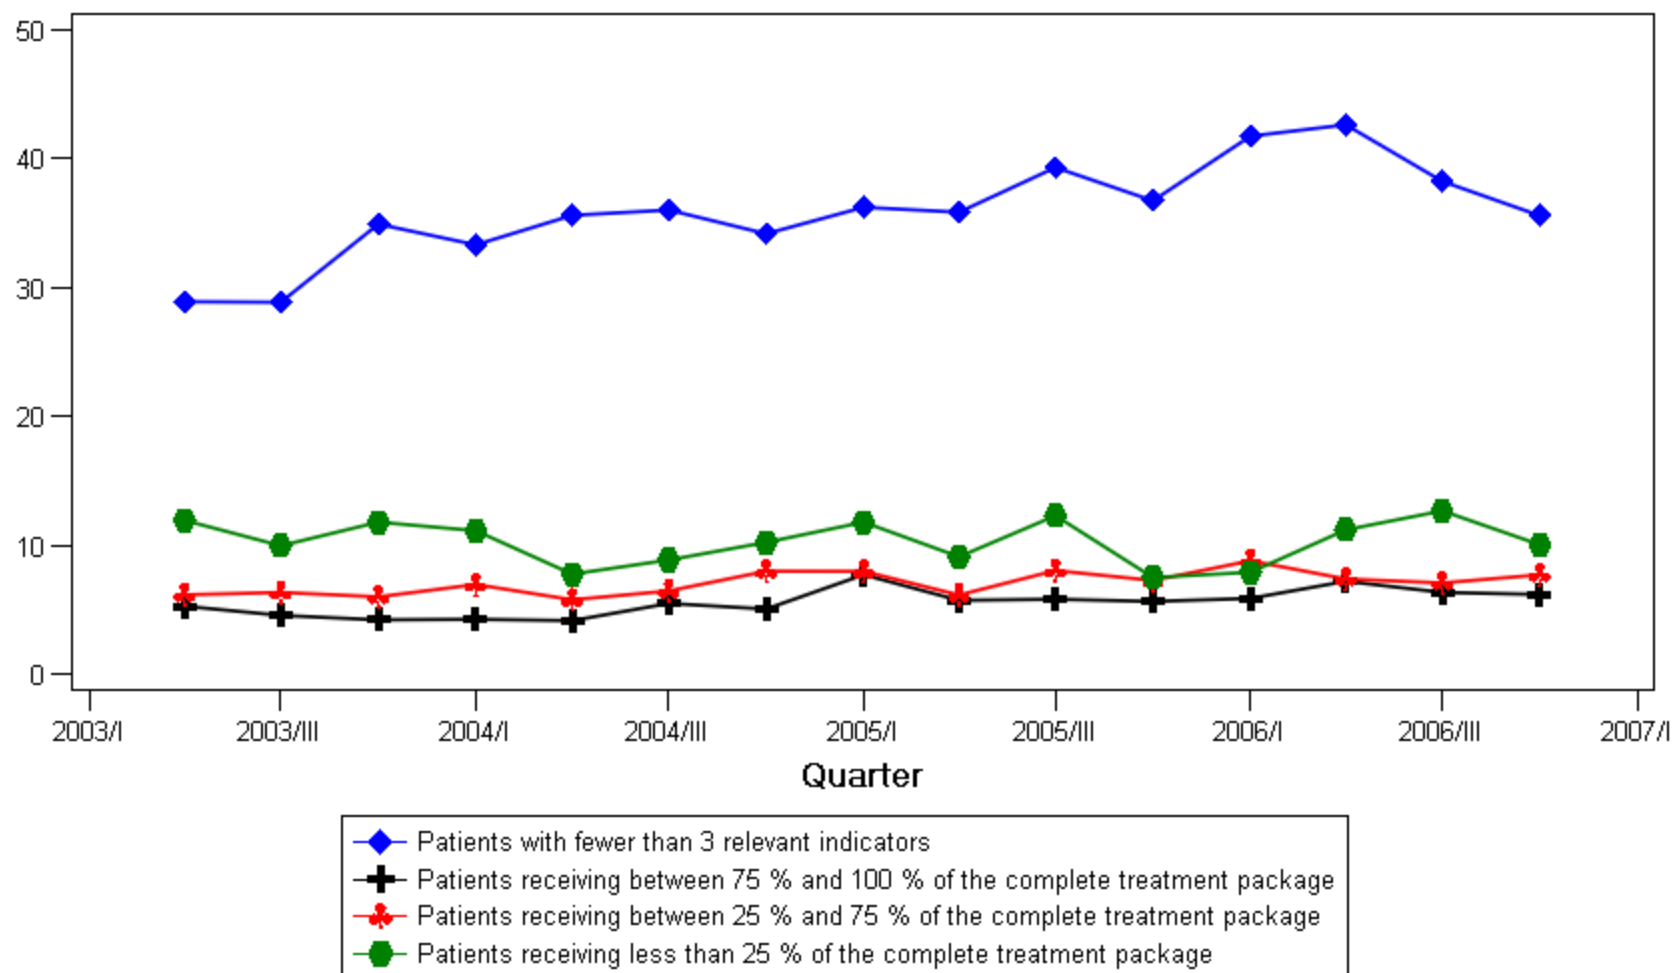 50
40
30
20
10
0
2003/I 2003/III 2004/I 2004/III 2005/I 2005/III 2006/I 2006/III 2007/I
Quarter
Patients with fewer than 3 relevant indicators
Patients receiving between 75 % and 100 % of the complete treatment package
Patients receiving between 25 % and 75 % of the complete treatment package
Patients receiving less than 25 % of the complete treatment package